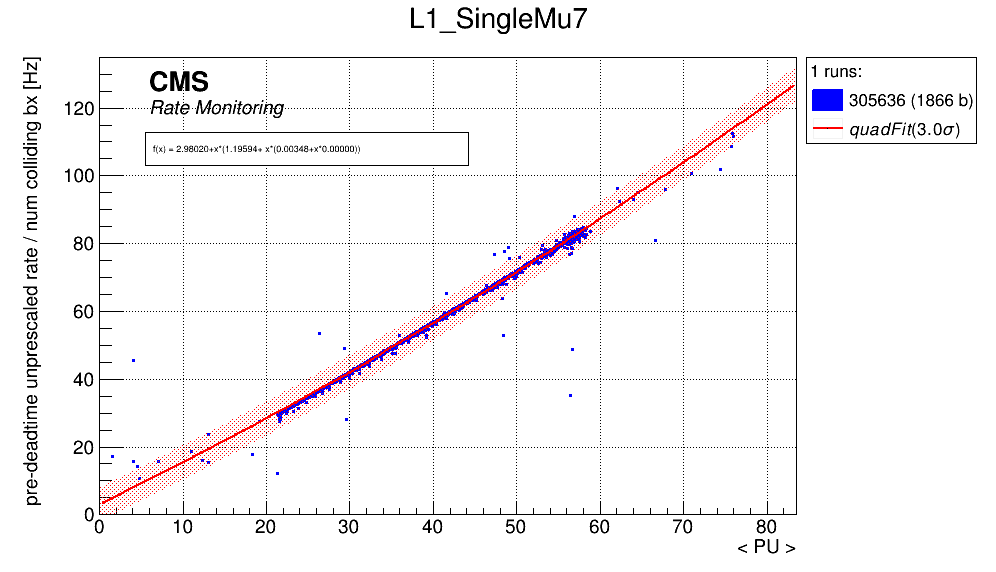 L1_SingleMu7
pre-deadtime unprescaled rate / num colliding bx [Hz]
CMS
Rate Monitoring
f(x) = 2.98020+x*(1.19594+ x*(0.00348+x*0.00000))
1 runs:
305636 (1866 b)
quadFit(3.0σ)
120
100
80
60
40
20
0
0 10 20 30 40 50 60 70 80
< PU >